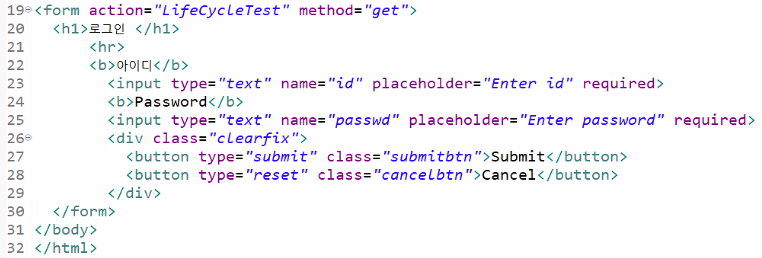 19 <form action="LifeCycleTest" method="get">
20 <h1>로그인 </h1>
21 <hr>
22 <b>아이디</b>
23 <input type="text" name="id" placeholder="Enter id" required>
24 <b>Password</b>
25 <input type="text" name="passwd" placeholder="Enter password" required>
26 <div class="clearfix">
27 <button type="submit" class="submitbtn">Submit</button>
28 <button type="reset" class="cancelbtn">Cancel</button>
29 </div>
30 </form>
31 </body>
32 </html>